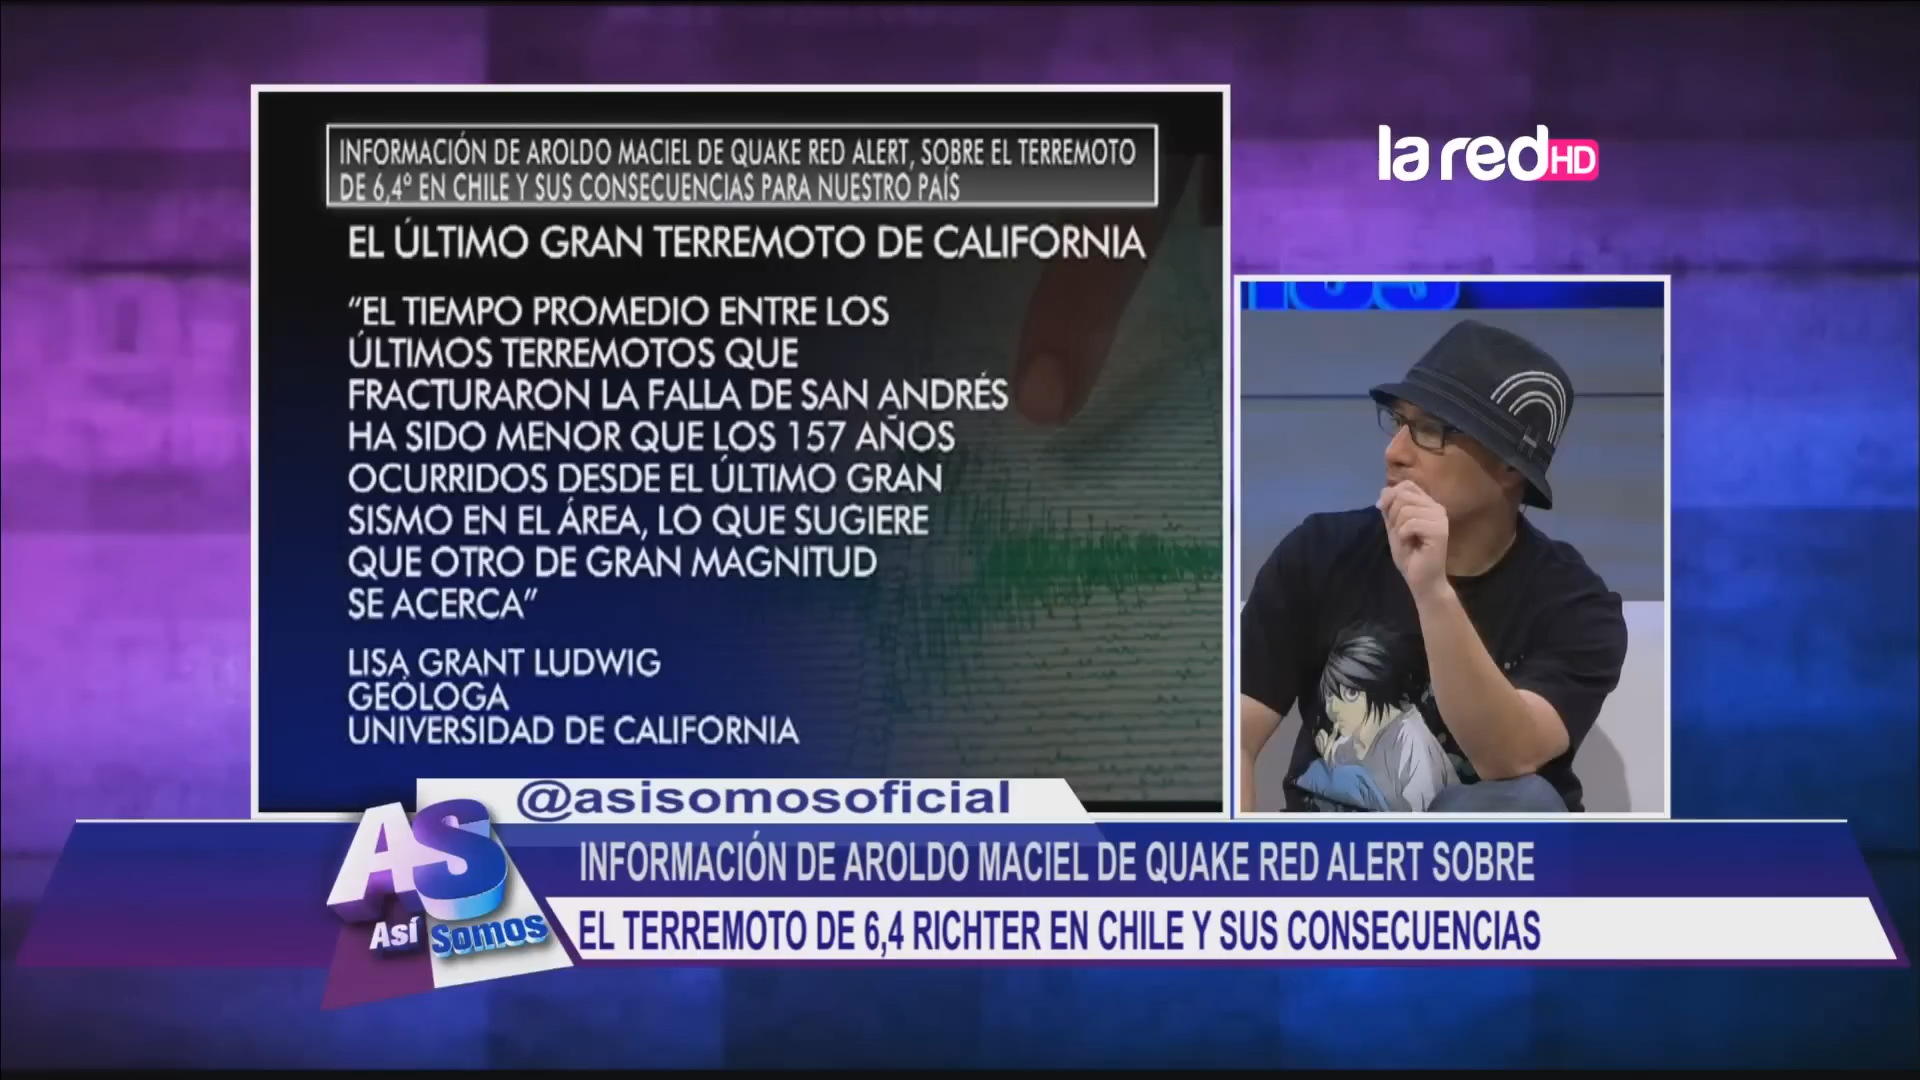 la red HD
INFORMACIÓN DE AROLDO MACIEL DE QUAKE RED ALERT, SOBRE EL TERREMOTO
DE 6,4º EN CHILE Y SUS CONSECUENCIAS PARA NUESTRO PAÍS
EL ÚLTIMO GRAN TERREMOTO DE CALIFORNIA
“EL TIEMPO PROMEDIO ENTRE LOS
ÚLTIMOS TERREMOTOS QUE
FRACTURARON LA FALLA DE SAN ANDRÉS
HA SIDO MENOR QUE LOS 157 AÑOS
OCURRIDOS DESDE EL ÚLTIMO GRAN
SISMO EN EL ÁREA, LO QUE SUGIERE
QUE OTRO DE GRAN MAGNITUD
SE ACERCA”
LISA GRANT LUDWIG
GEÒLOGA
UNIVERSIDAD DE CALIFORNIA
@asisomosoficial
AS
Así Somos
INFORMACIÓN DE AROLDO MACIEL DE QUAKE RED ALERT SOBRE
EL TERREMOTO DE 6,4 RICHTER EN CHILE Y SUS CONSECUENCIAS